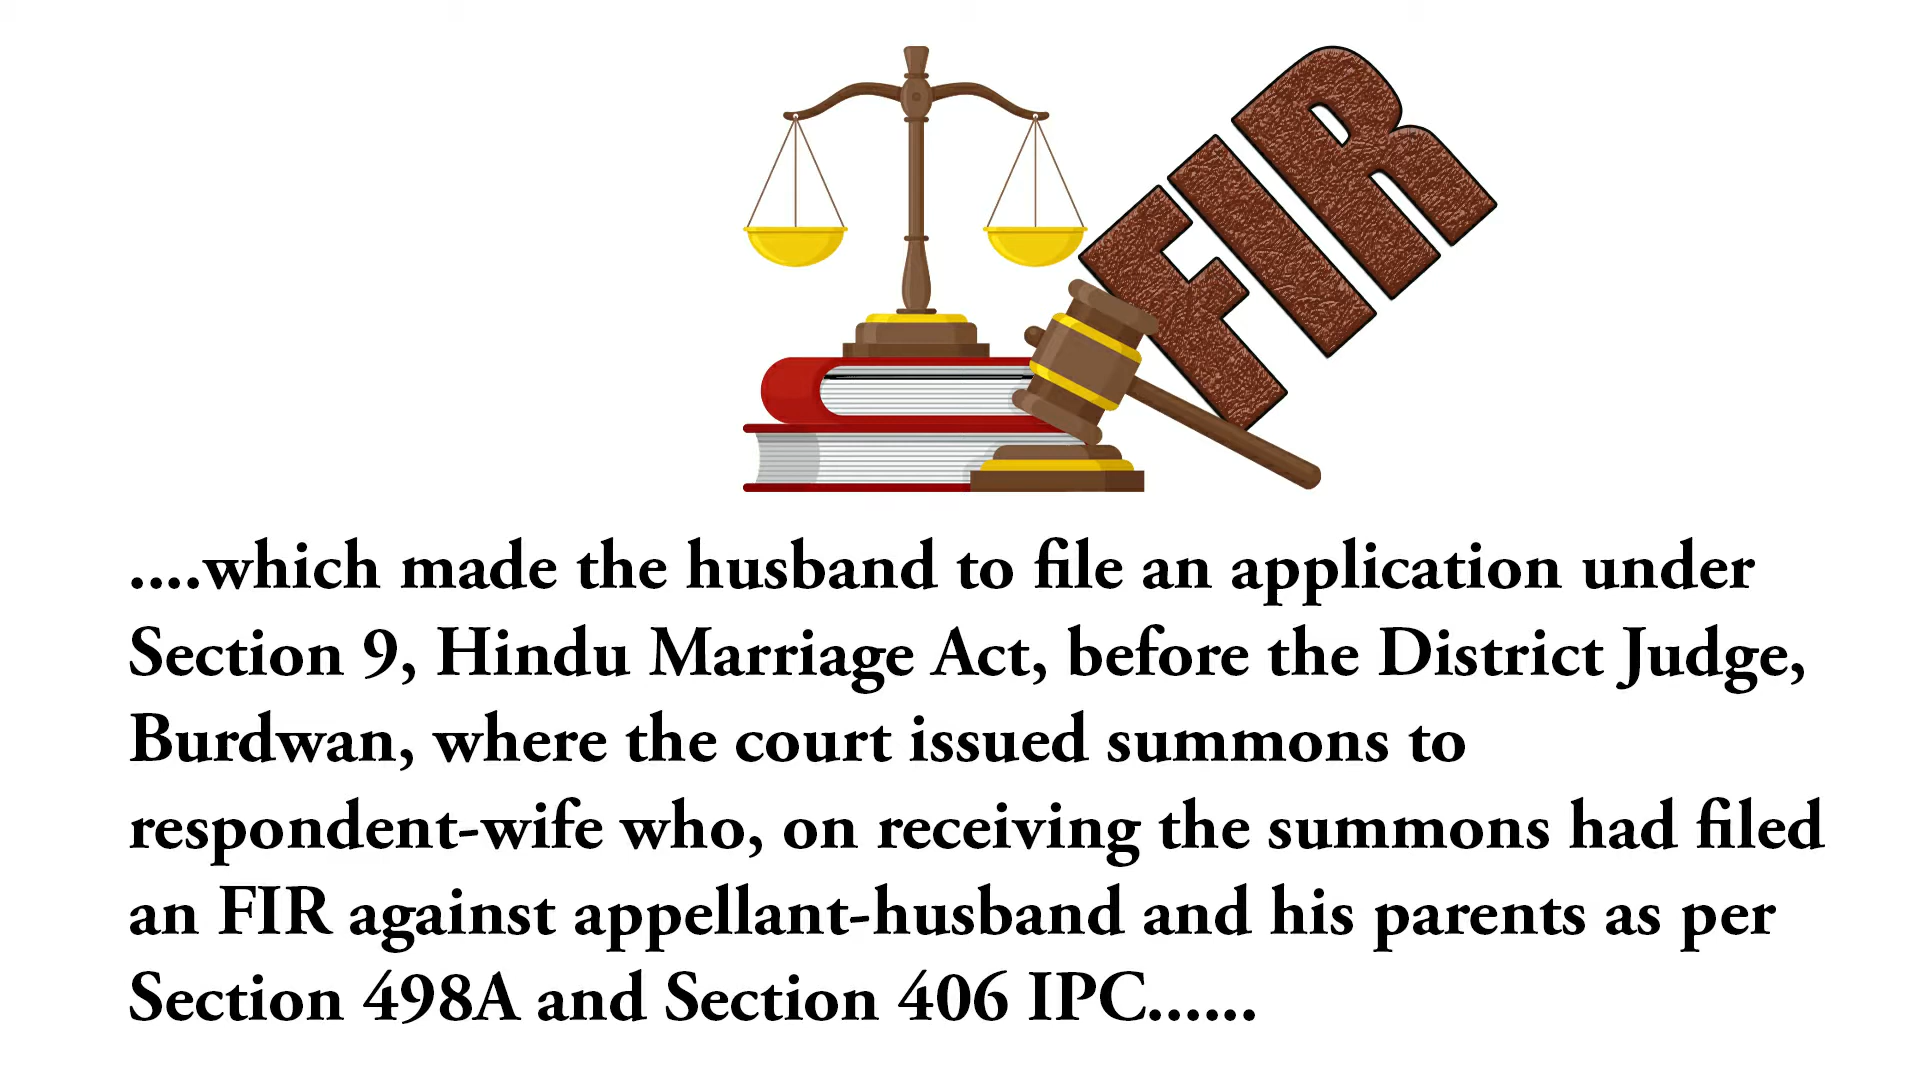 FIR
....which made the husband to file an application under
Section 9, Hindu Marriage Act, before the District Judge,
Burdwan, where the court issued summons to
respondent-wife who, on receiving the summons had filed
an FIR against appellant-husband and his parents as per
Section 498A and Section 406 IPC......